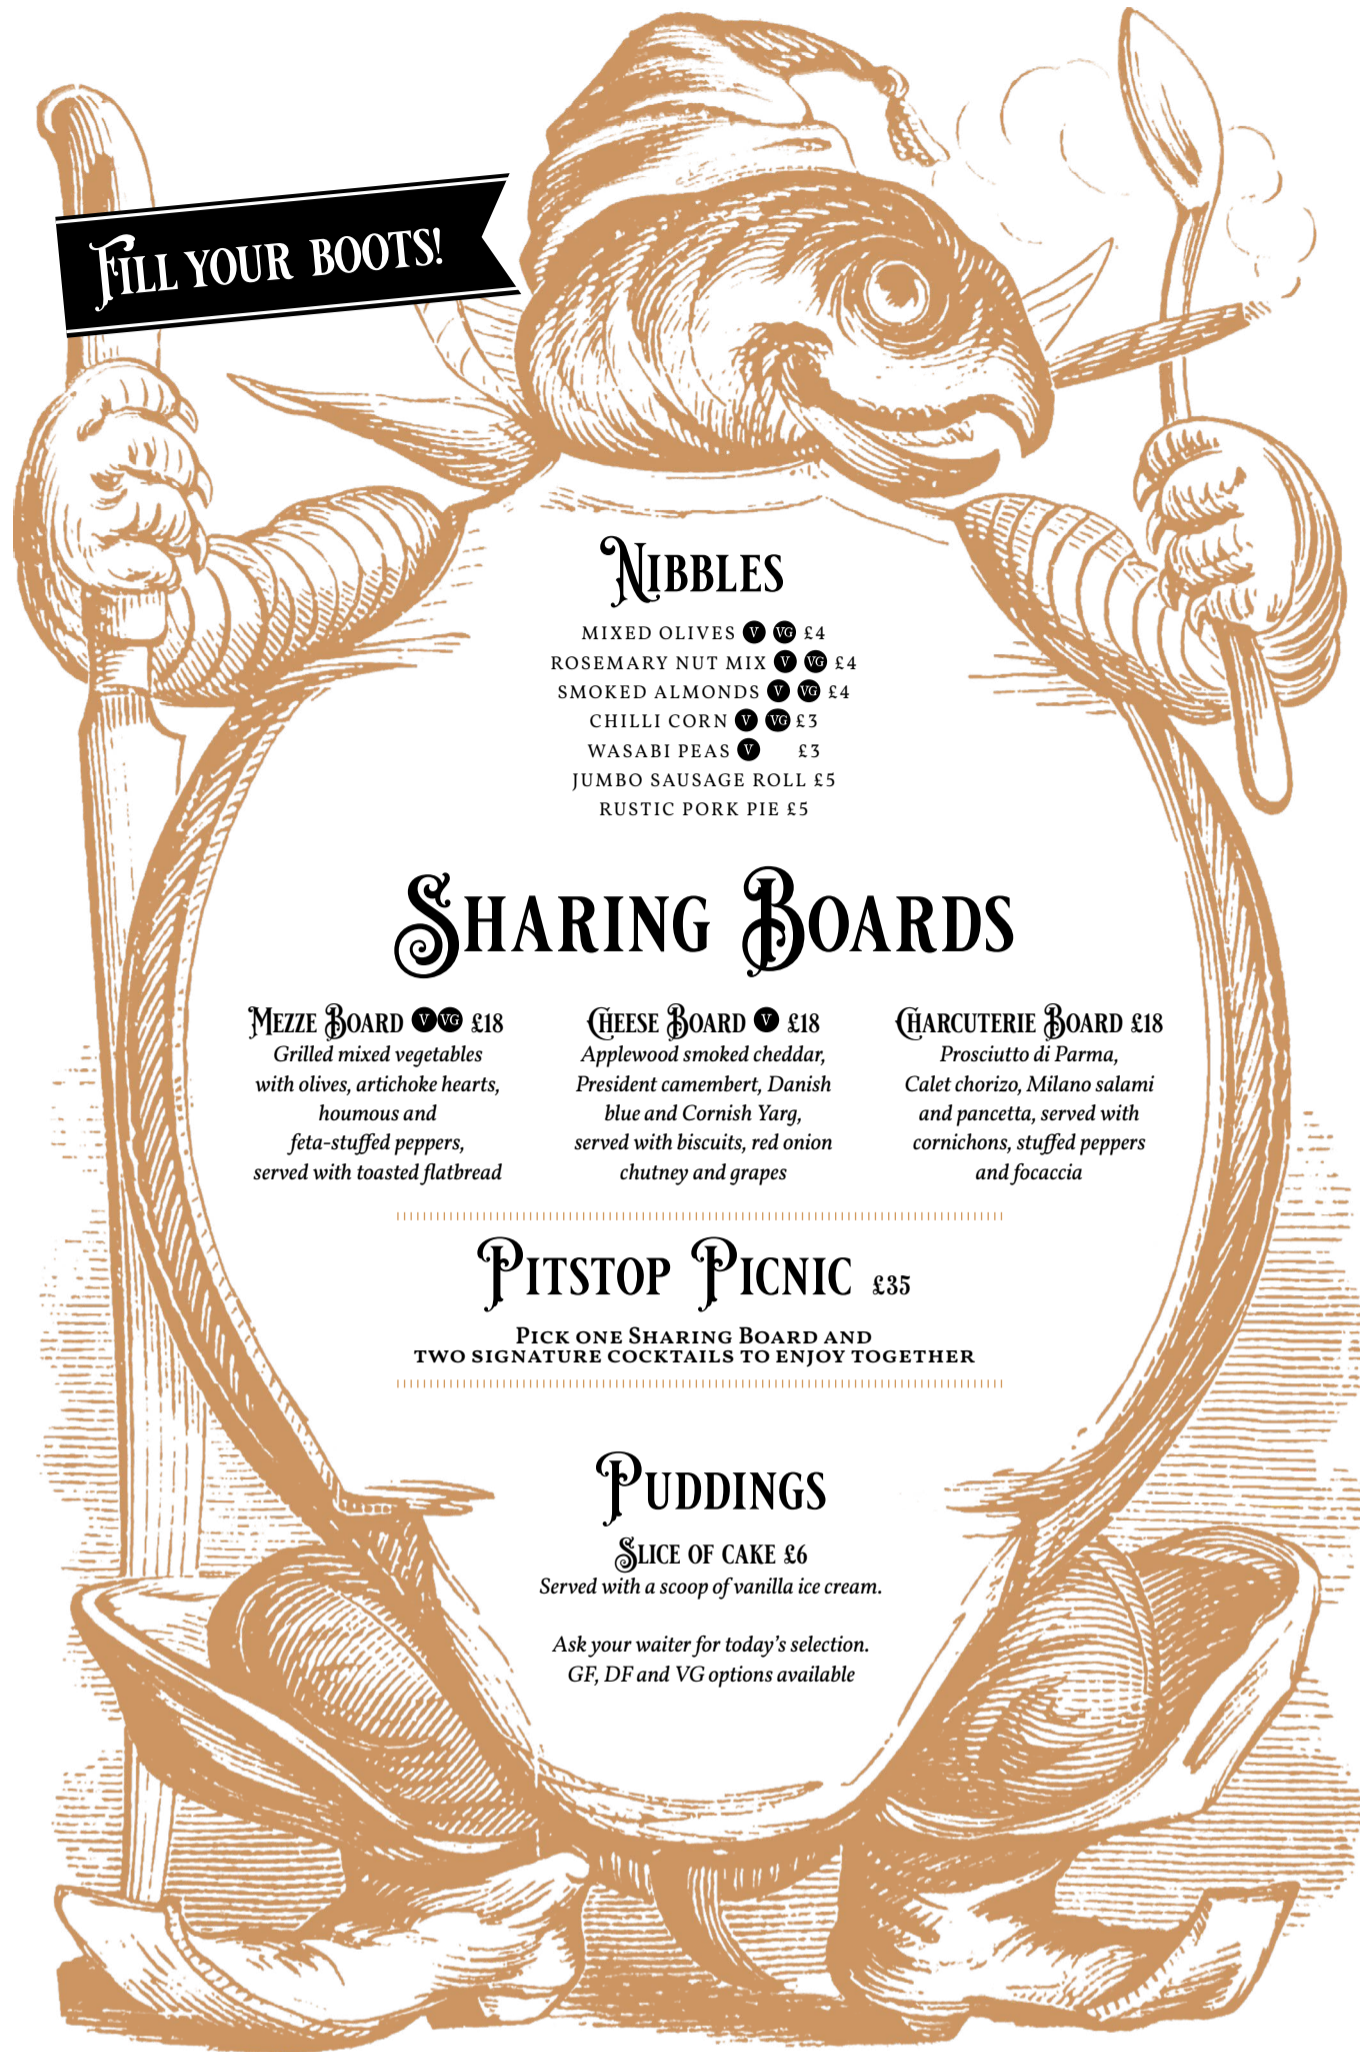 Fill your boots!
Nibbles
MIXED OLIVES V VG £4
ROSEMARY NUT MIX V VG £4
SMOKED ALMONDS V VG £4
CHILLI CORN V VG £3
WASABI PEAS V £3
JUMBO SAUSAGE ROLL £5
RUSTIC PORK PIE £5
Sharing Boards
Mezze Board V VG £18
Grilled mixed vegetables
with olives, artichoke hearts,
houmous and
feta-stuffed peppers,
served with toasted flatbread
Cheese Board V £18
Applewood smoked cheddar,
President camembert, Danish
blue and Cornish Yarg,
served with biscuits, red onion
chutney and grapes
Charcuterie Board £18
Prosciutto di Parma,
Calet chorizo, Milano salami
and pancetta, served with
cornichons, stuffed peppers
and focaccia
Pitstop Picnic £35
Pick one Sharing Board and
two signature cocktails to enjoy together
Puddings
Slice of cake £6
Served with a scoop of vanilla ice cream.
Ask your waiter for today's selection.
GF, DF and VG options available